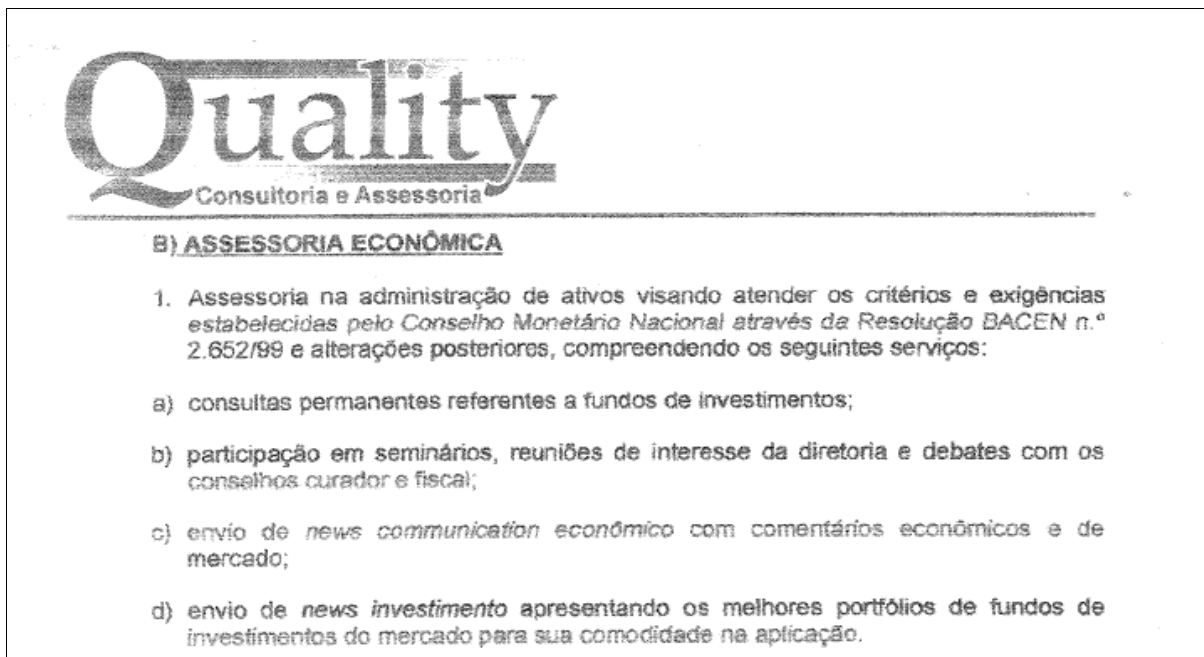 Quality
Consultoria e Assessoria
B) ASSESSORIA ECONÔMICA
1. Assessoria na administração de ativos visando atender os critérios e exigências
estabelecidas pelo Conselho Monetário Nacional através da Resolução BACEN n.º
2.652/99 e alterações posteriores, compreendendo os seguintes serviços:
a) consultas permanentes referentes a fundos de investimentos;
b) participação em seminários, reuniões de interesse da diretoria e debates com os
conselhos curador e fiscal;
c) envio de news communication econômico com comentários econômicos e de
mercado;
d) envio de news investimento apresentando os melhores portfólios de fundos de
investimentos do mercado para sua comodidade na aplicação.